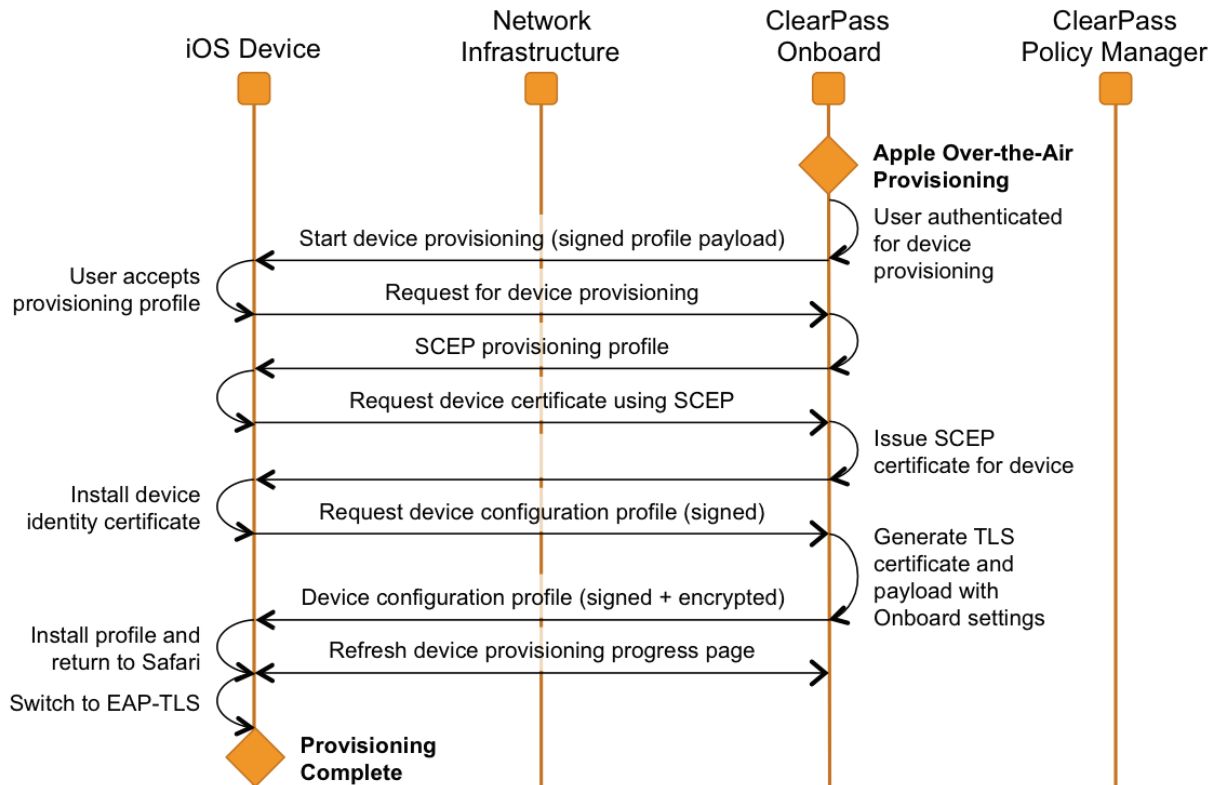 iOS Device
Network
Infrastructure
ClearPass
Onboard
ClearPass
Policy Manager
Apple Over-the-Air
Provisioning
User authenticated
for device
provisioning
Start device provisioning (signed profile payload)
User accepts
provisioning profile
Request for device provisioning
SCEP provisioning profile
Request device certificate using SCEP
Issue SCEP
certificate for device
Install device
identity certificate
Request device configuration profile (signed)
Generate TLS
certificate and
payload with
Onboard settings
Device configuration profile (signed + encrypted)
Install profile and
return to Safari
Refresh device provisioning progress page
Switch to EAP-TLS
Provisioning
Complete